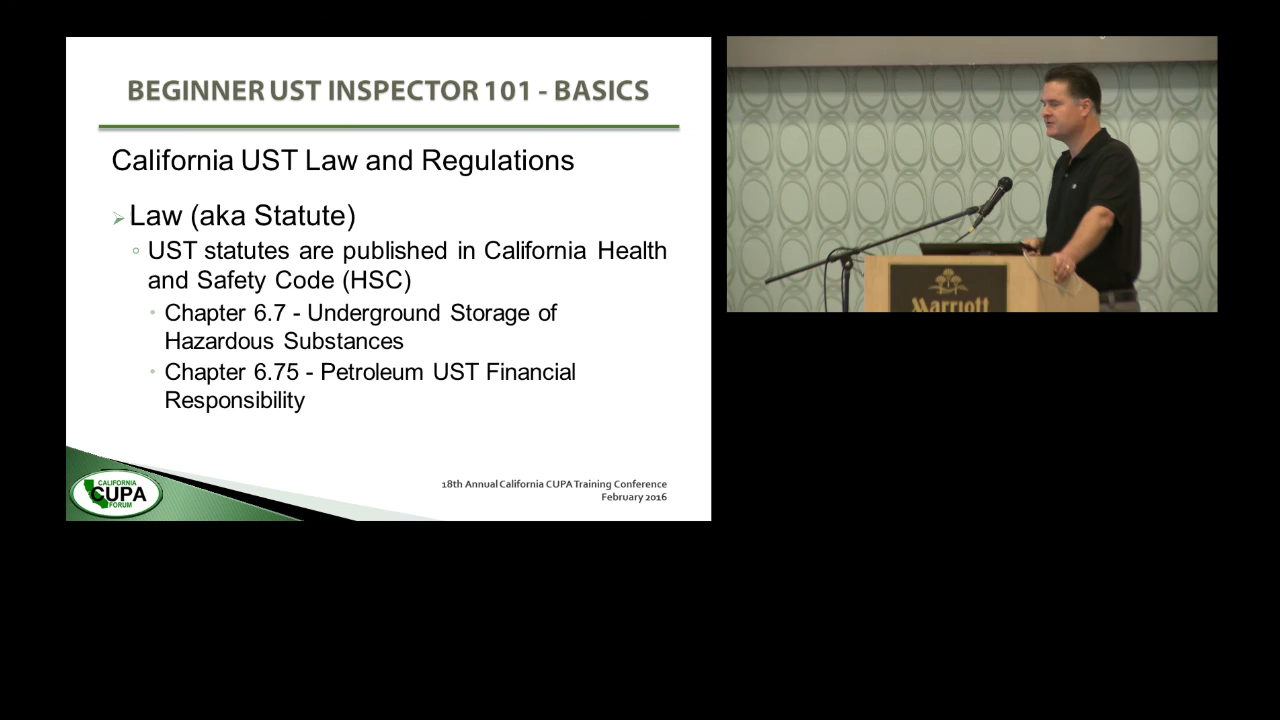 BEGINNER UST INSPECTOR 101 - BASICS
California UST Law and Regulations
Law (aka Statute)
UST statutes are published in California Health
and Safety Code (HSC)
Chapter 6.7 - Underground Storage of
Hazardous Substances
Chapter 6.75 - Petroleum UST Financial
Responsibility
18th Annual California CUPA Training Conference
February 2016
CALIFORNIA
CUPA
FORUM
Marriott